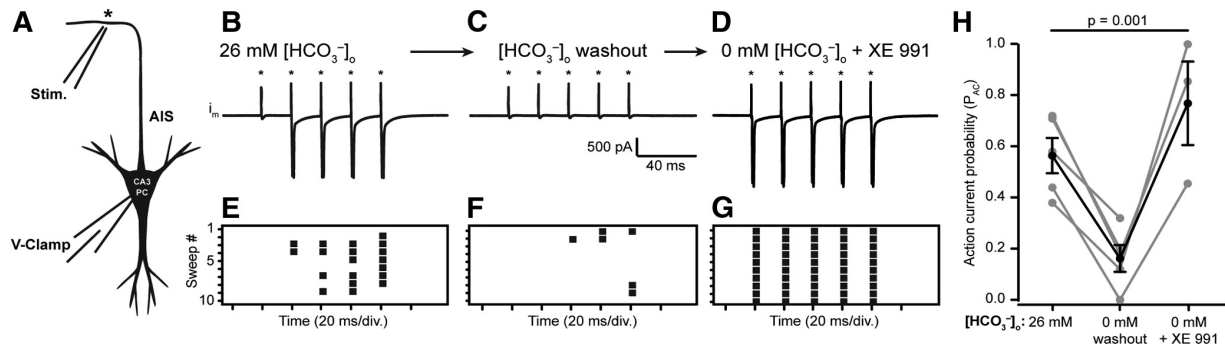 A
*
Stim.
AIS
CA3
PC
V-Clamp
B
26 mM [HCO₃⁻]ₒ
* * * * *
iₘ
C
[HCO₃⁻]ₒ washout
* * * * *
500 pA
40 ms
D
0 mM [HCO₃⁻]ₒ + XE 991
* * * * *
E
Sweep #
1
5
10
Time (20 ms/div.)
F
Time (20 ms/div.)
G
Time (20 ms/div.)
H
p = 0.001
Action current probability (P_AC)
1.0
0.8
0.6
0.4
0.2
0.0
[HCO₃⁻]ₒ: 26 mM 0 mM 0 mM
washout + XE 991